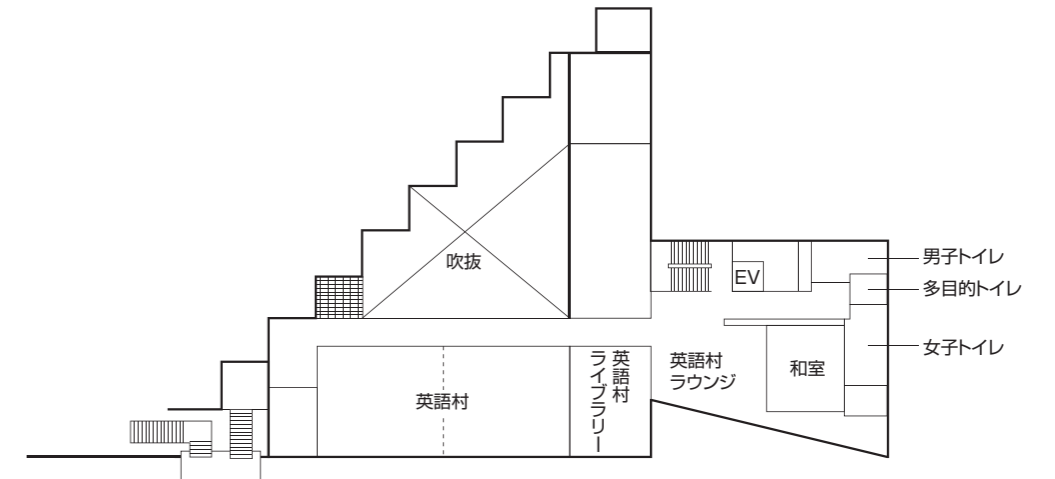 吹抜
EV
男子トイレ
多目的トイレ
女子トイレ
英語村
英語村
ライブラリー
英語村
ラウンジ
和室